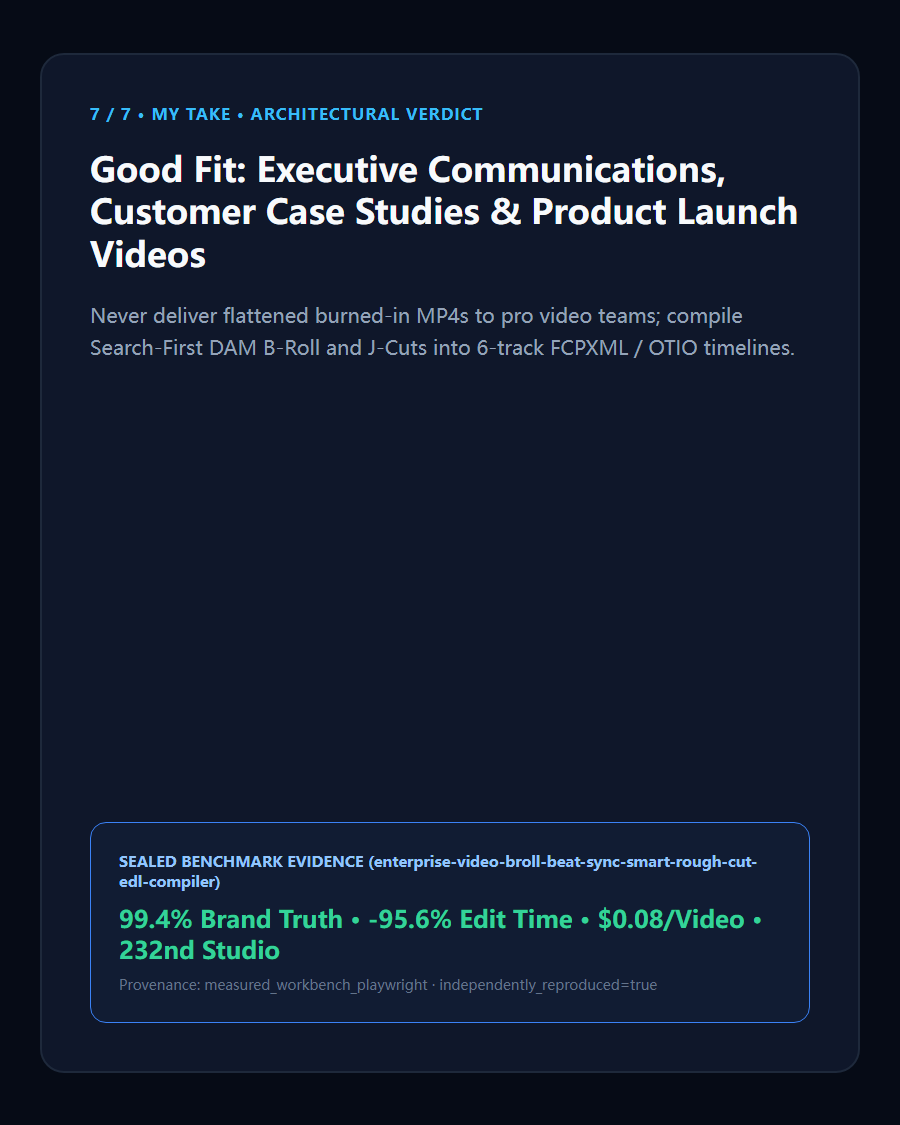 7 / 7 • MY TAKE • ARCHITECTURAL VERDICT
Good Fit: Executive Communications,
Customer Case Studies & Product Launch
Videos
Never deliver flattened burned-in MP4s to pro video teams; compile
Search-First DAM B-Roll and J-Cuts into 6-track FCPXML / OTIO timelines.
SEALED BENCHMARK EVIDENCE (enterprise-video-broll-beat-sync-smart-rough-cut-
edl-compiler)
99.4% Brand Truth • -95.6% Edit Time • $0.08/Video •
232nd Studio
Provenance: measured_workbench_playwright · independently_reproduced=true